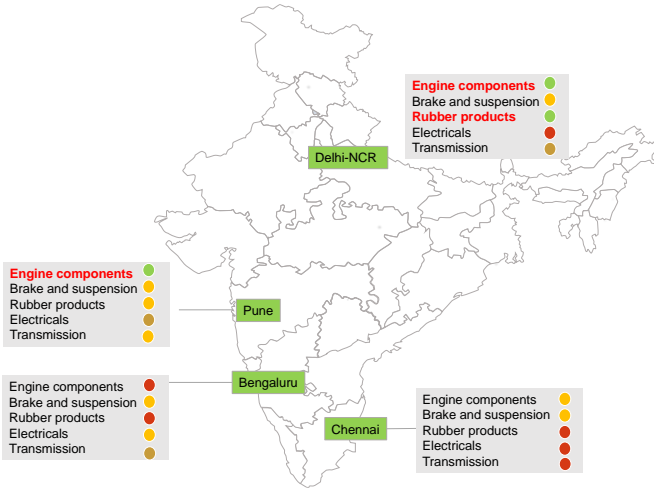 Engine components
Brake and suspension
Rubber products
Electricals
Transmission
Delhi-NCR
Engine components
Brake and suspension
Rubber products
Electricals
Transmission
Pune
Engine components
Brake and suspension
Rubber products
Electricals
Transmission
Bengaluru
Engine components
Brake and suspension
Rubber products
Electricals
Transmission
Chennai